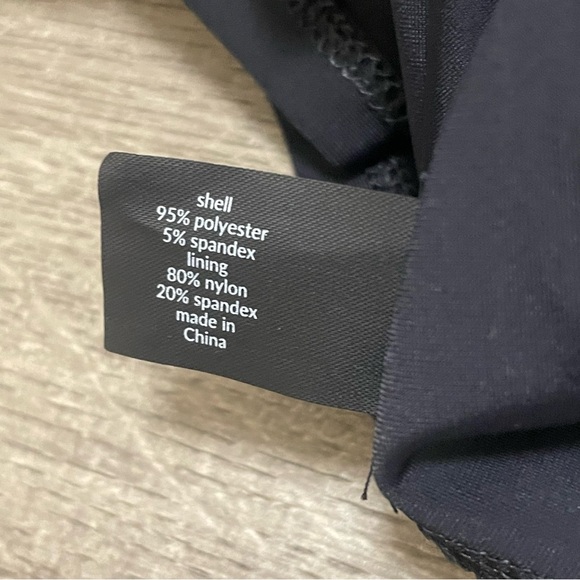 shell
95% polyester
5% spandex
lining
80% nylon
20% spandex
made in
China